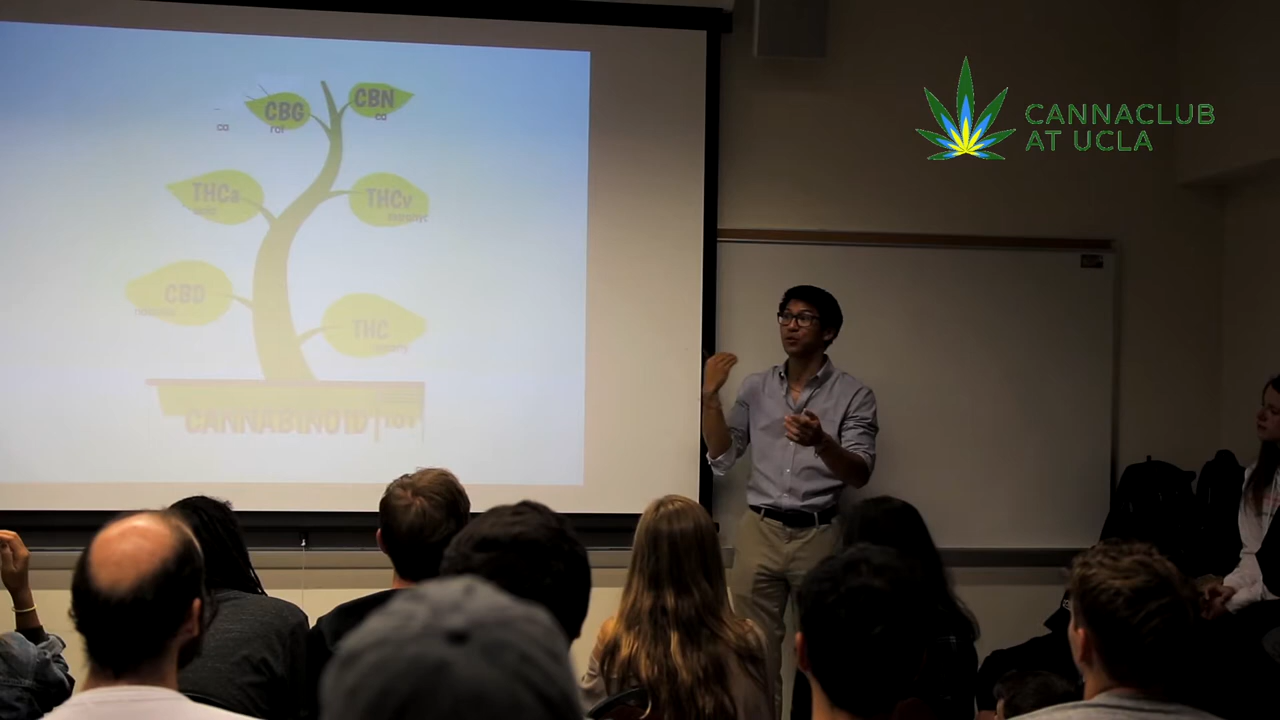 CBG
CBN
THCa
THCv
CBD
THC
CANNABINOID
CANNACLUB
AT UCLA